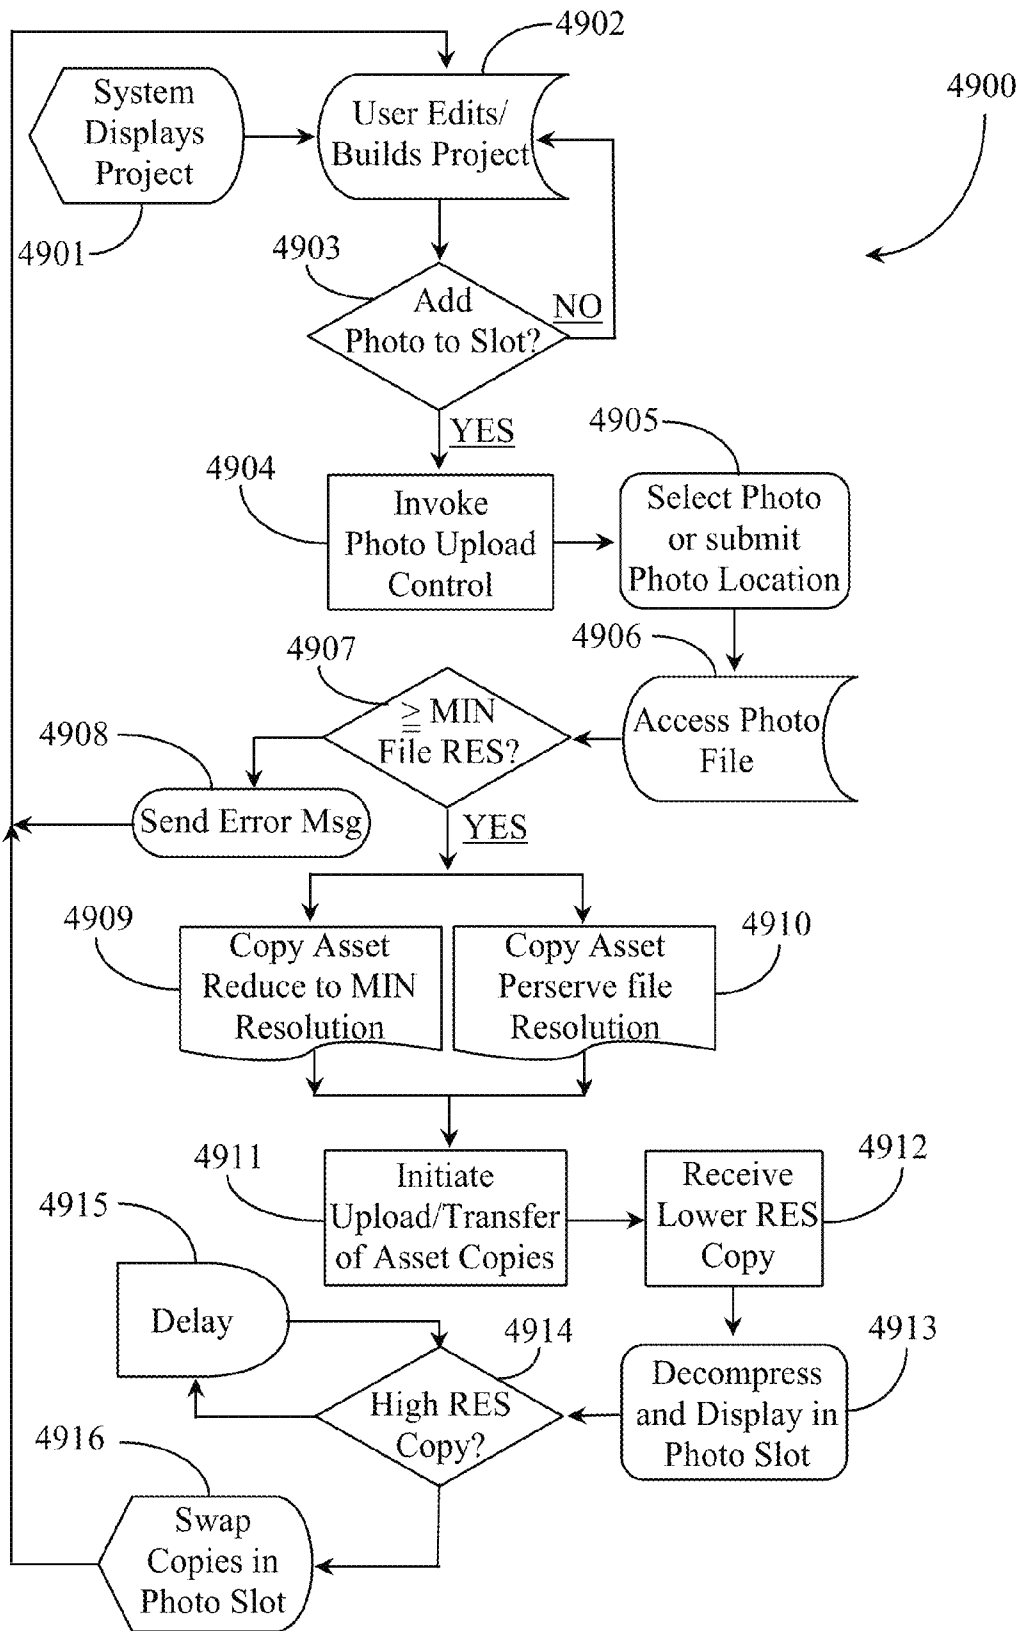 4902
4900
System
Displays
Project
User Edits/
Builds Project
4901
4903
Add
Photo to Slot?
NO
YES
4904
4905
Invoke
Photo Upload
Control
Select Photo
or submit
Photo Location
4906
4907
≧ MIN
File RES?
Access Photo
File
4908
Send Error Msg
YES
4909
4910
Copy Asset
Reduce to MIN
Resolution
Copy Asset
Perserve file
Resolution
4911
4912
Initiate
Upload/Transfer
of Asset Copies
Receive
Lower RES
Copy
4915
Delay
4914
4913
High RES
Copy?
Decompress
and Display in
Photo Slot
4916
Swap
Copies in
Photo Slot